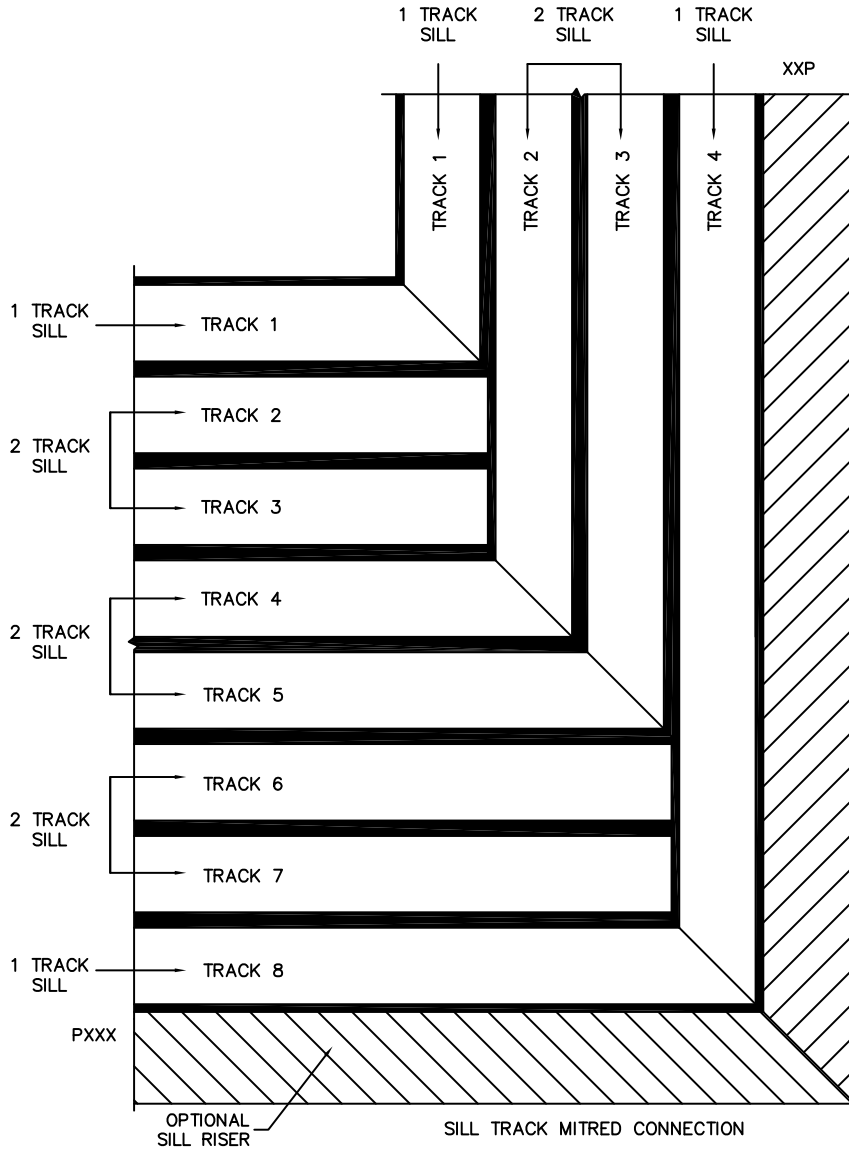 1 TRACK
SILL
2 TRACK
SILL
1 TRACK
SILL
XXP
TRACK 1
TRACK 2
TRACK 3
TRACK 4
1 TRACK
SILL
TRACK 1
TRACK 2
2 TRACK
SILL
TRACK 3
TRACK 4
2 TRACK
SILL
TRACK 5
TRACK 6
2 TRACK
SILL
TRACK 7
1 TRACK
SILL
TRACK 8
PXXX
OPTIONAL
SILL RISER
SILL TRACK MITRED CONNECTION